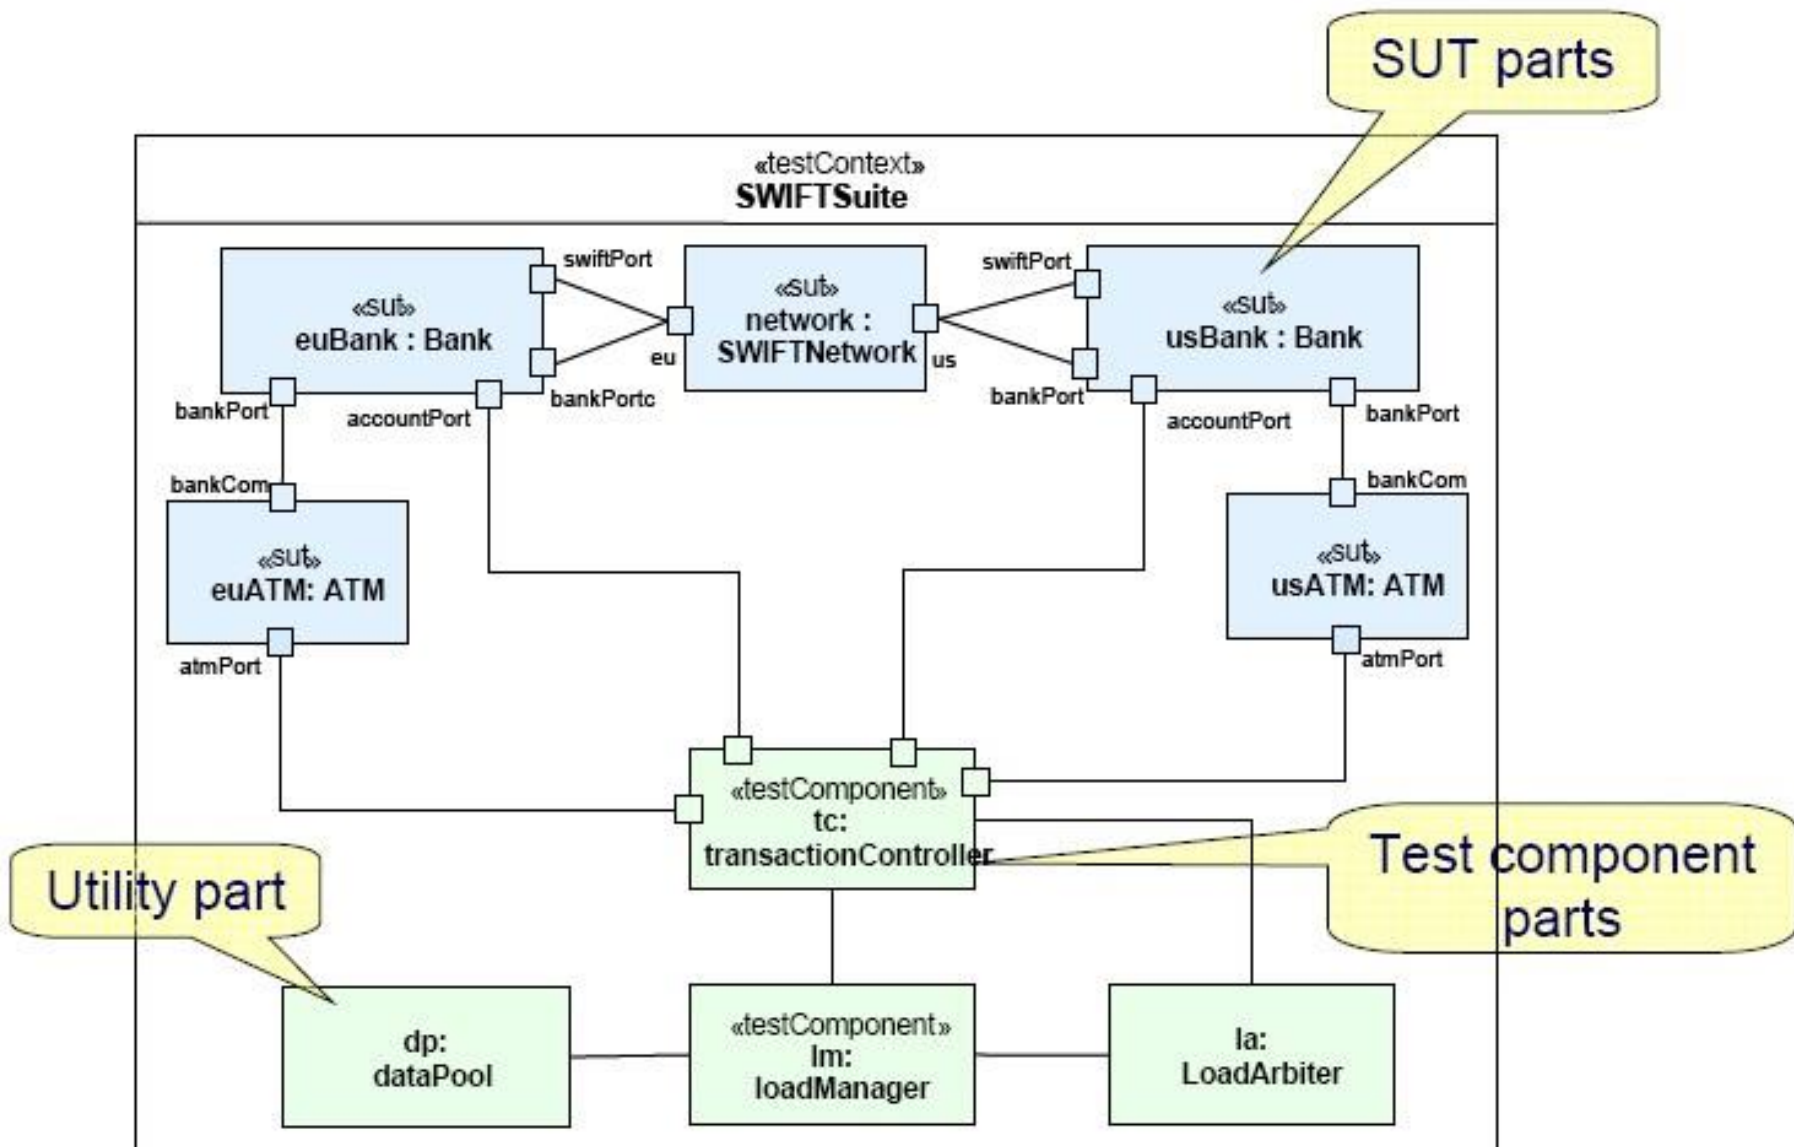 SUT parts
«testContext»
SWIFTSuite
swiftPort
«sut»
euBank : Bank
bankPort
accountPort
bankPortc
eu
«sut»
network :
SWIFTNetwork
us
swiftPort
bankPort
«sut»
usBank : Bank
accountPort
bankPort
bankCom
«sut»
euATM: ATM
atmPort
bankCom
«sut»
usATM: ATM
atmPort
«testComponent»
tc:
transactionController
Test component
parts
Utility part
dp:
dataPool
«testComponent»
lm:
loadManager
la:
LoadArbiter